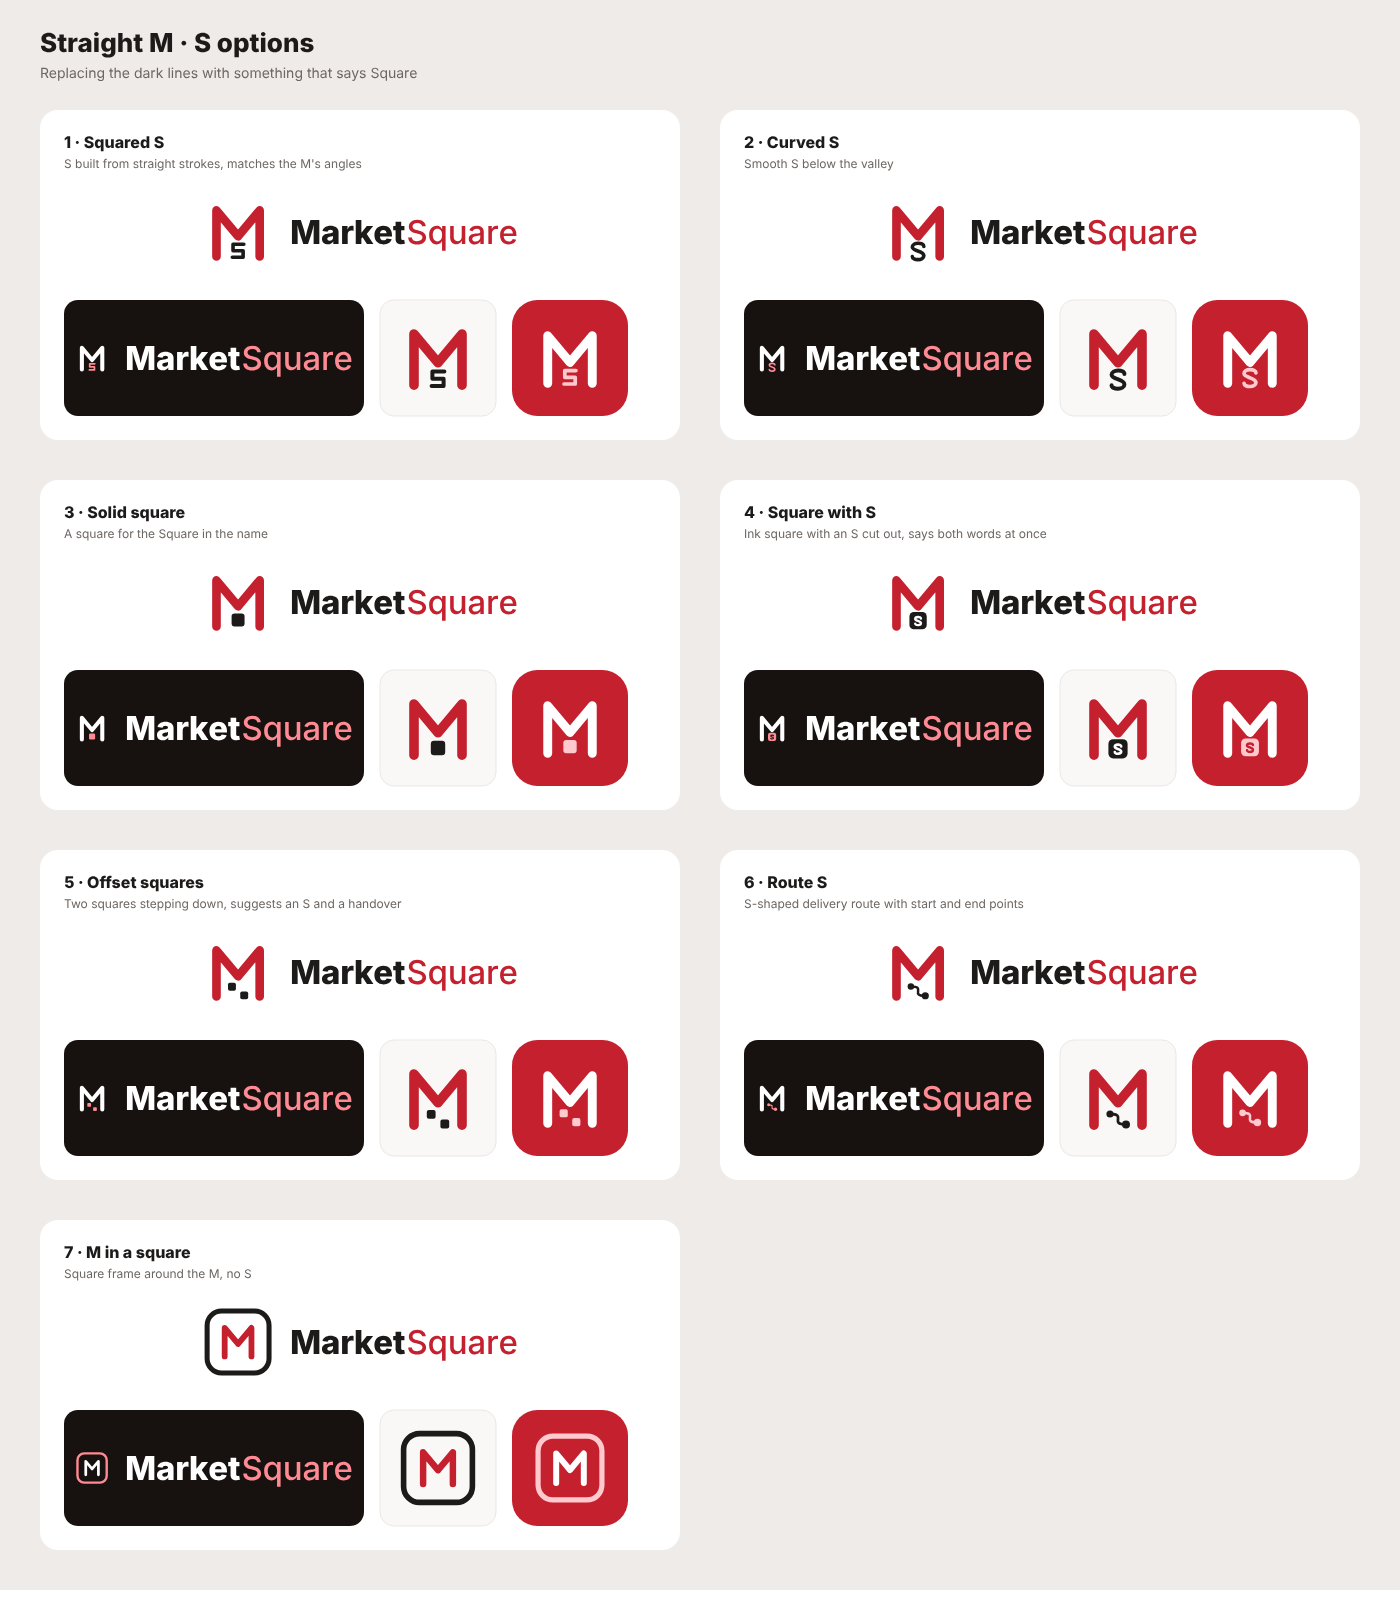 Straight M · S options
Replacing the dark lines with something that says Square
1 · Squared S
S built from straight strokes, matches the M's angles
M S MarketSquare
M S MarketSquare
M S
M S
2 · Curved S
Smooth S below the valley
M S MarketSquare
M S MarketSquare
M S
M S
3 · Solid square
A square for the Square in the name
M MarketSquare
M MarketSquare
M
M
4 · Square with S
Ink square with an S cut out, says both words at once
M S MarketSquare
M S MarketSquare
M S
M S
5 · Offset squares
Two squares stepping down, suggests an S and a handover
M MarketSquare
M MarketSquare
M
M
6 · Route S
S-shaped delivery route with start and end points
M MarketSquare
M MarketSquare
M
M
7 · M in a square
Square frame around the M, no S
M MarketSquare
M MarketSquare
M
M